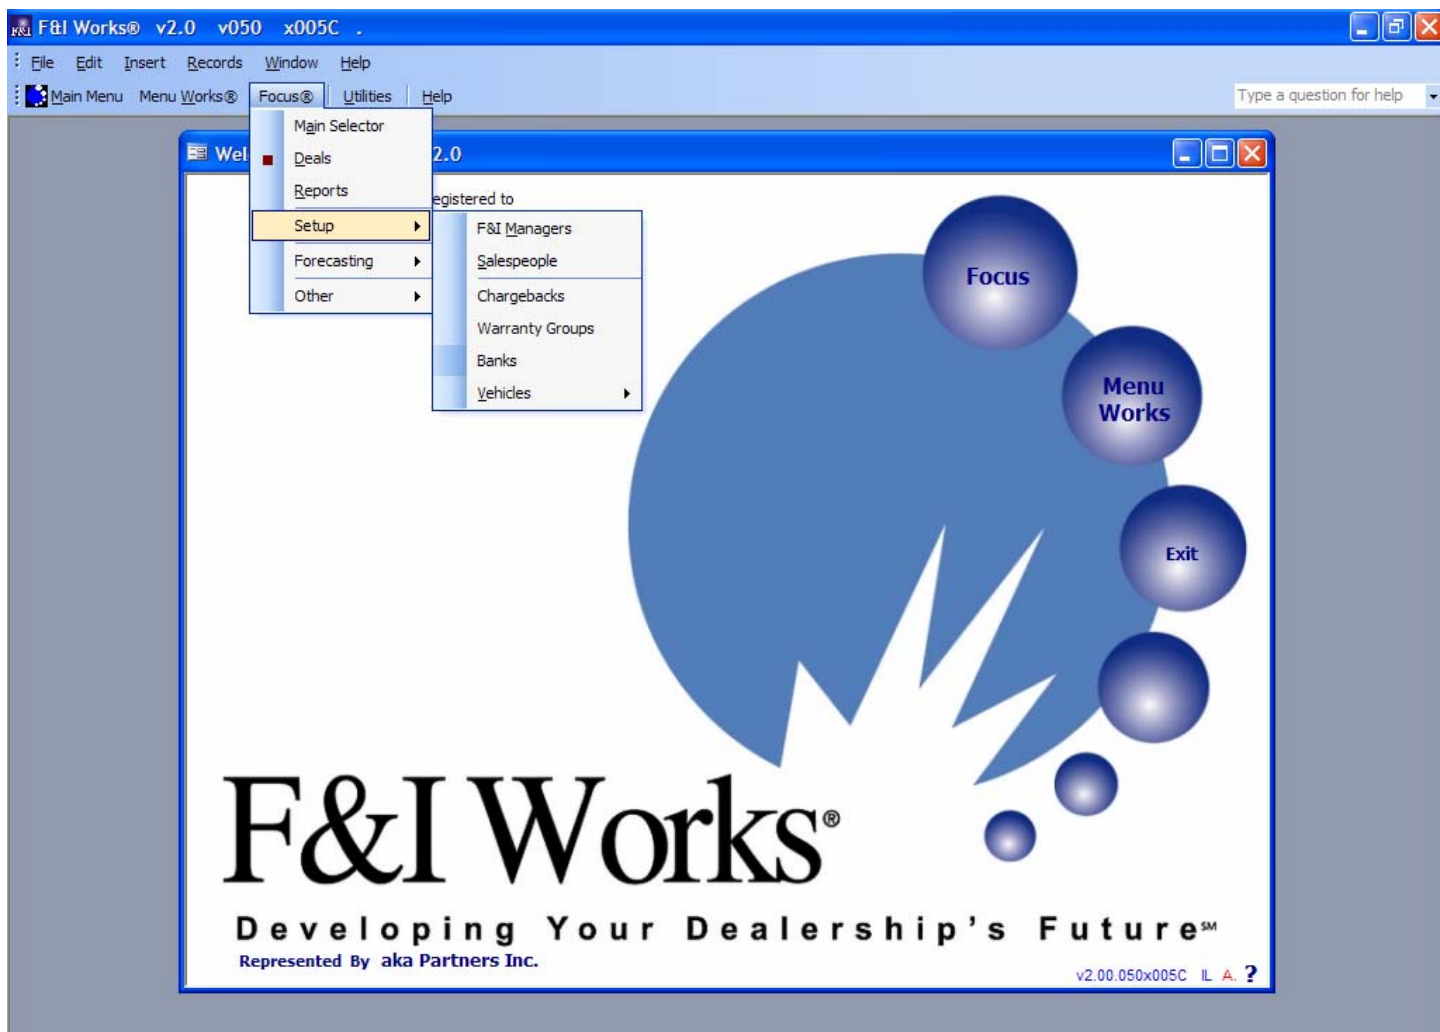 F&I Works® v2.0 v050 x005C .
File Edit Insert Records Window Help
Main Menu Menu Works® Focus® Utilities Help
Type a question for help
Main Selector
Deals
Reports
Setup
Forecasting
Other
Wel 2.0
egistered to
F&I Managers
Salespeople
Chargebacks
Warranty Groups
Banks
Vehicles
Focus
Menu
Works
Exit
F&I Works®
Developing Your Dealership's Future℠
Represented By aka Partners Inc.
v2.00.050x005C IL A. ?